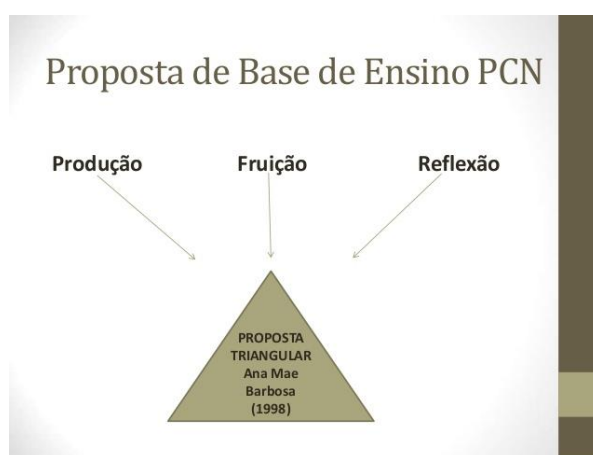 Proposta de Base de Ensino PCN
Produção Fruição Reflexão
PROPOSTA
TRIANGULAR
Ana Mae
Barbosa
(1998)